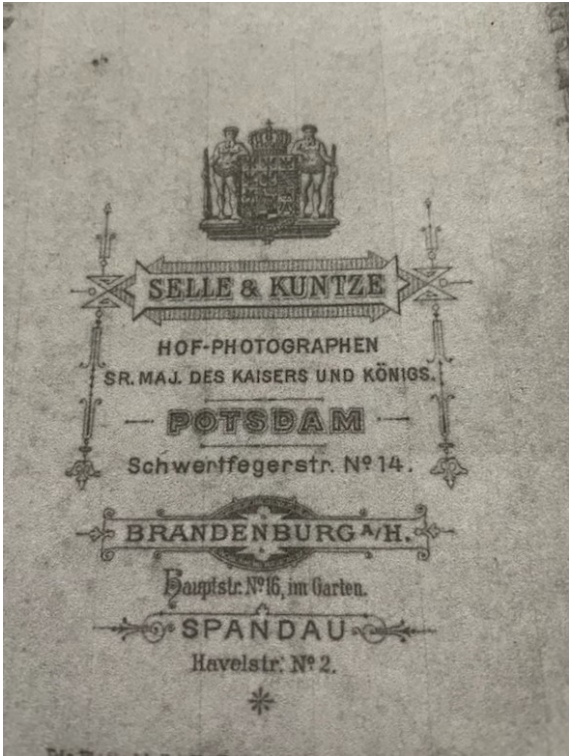 SELLE & KUNTZE
HOF-PHOTOGRAPHEN
SR. MAJ. DES KAISERS UND KÖNIGS.
POTSDAM
Schwertfegerstr. Nº 14.
BRANDENBURG A/H.
Hauptstr. Nº 16, im Garten.
SPANDAU
Havelstr. Nº 2.